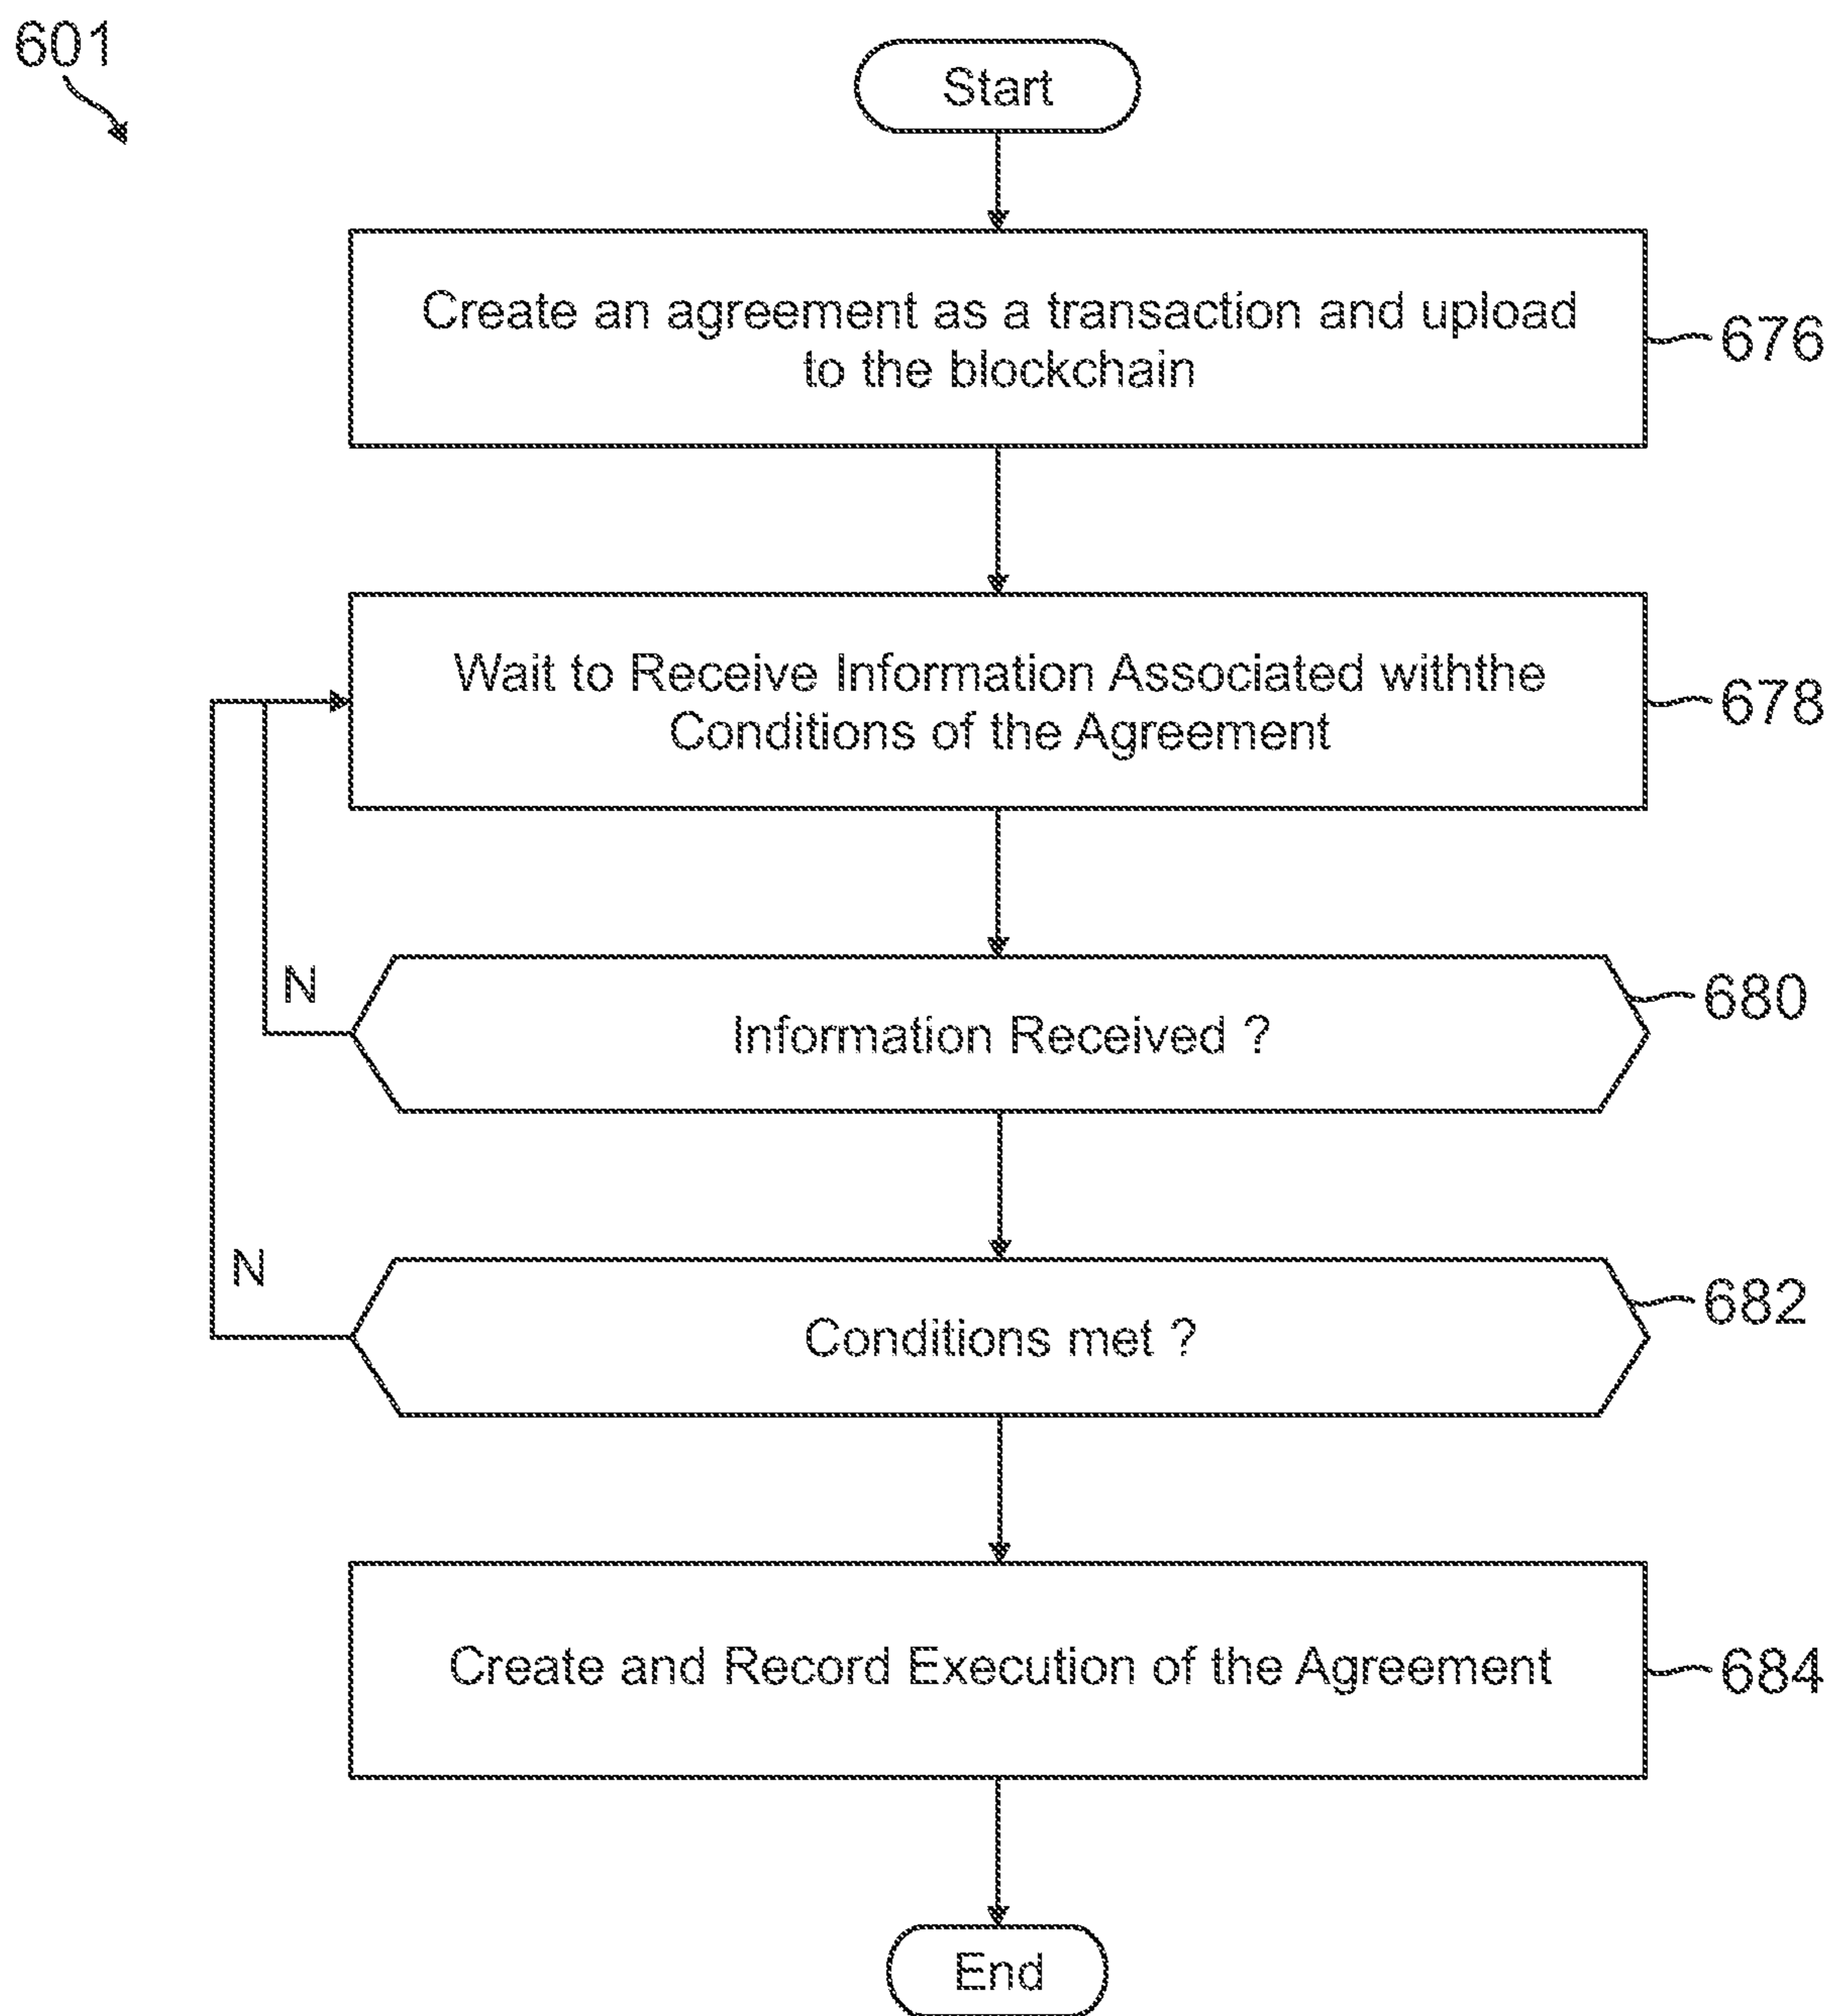 601
Start
Create an agreement as a transaction and upload
to the blockchain
676
Wait to Receive Information Associated withthe
Conditions of the Agreement
678
N
Information Received ?
680
N
Conditions met ?
682
Create and Record Execution of the Agreement
684
End